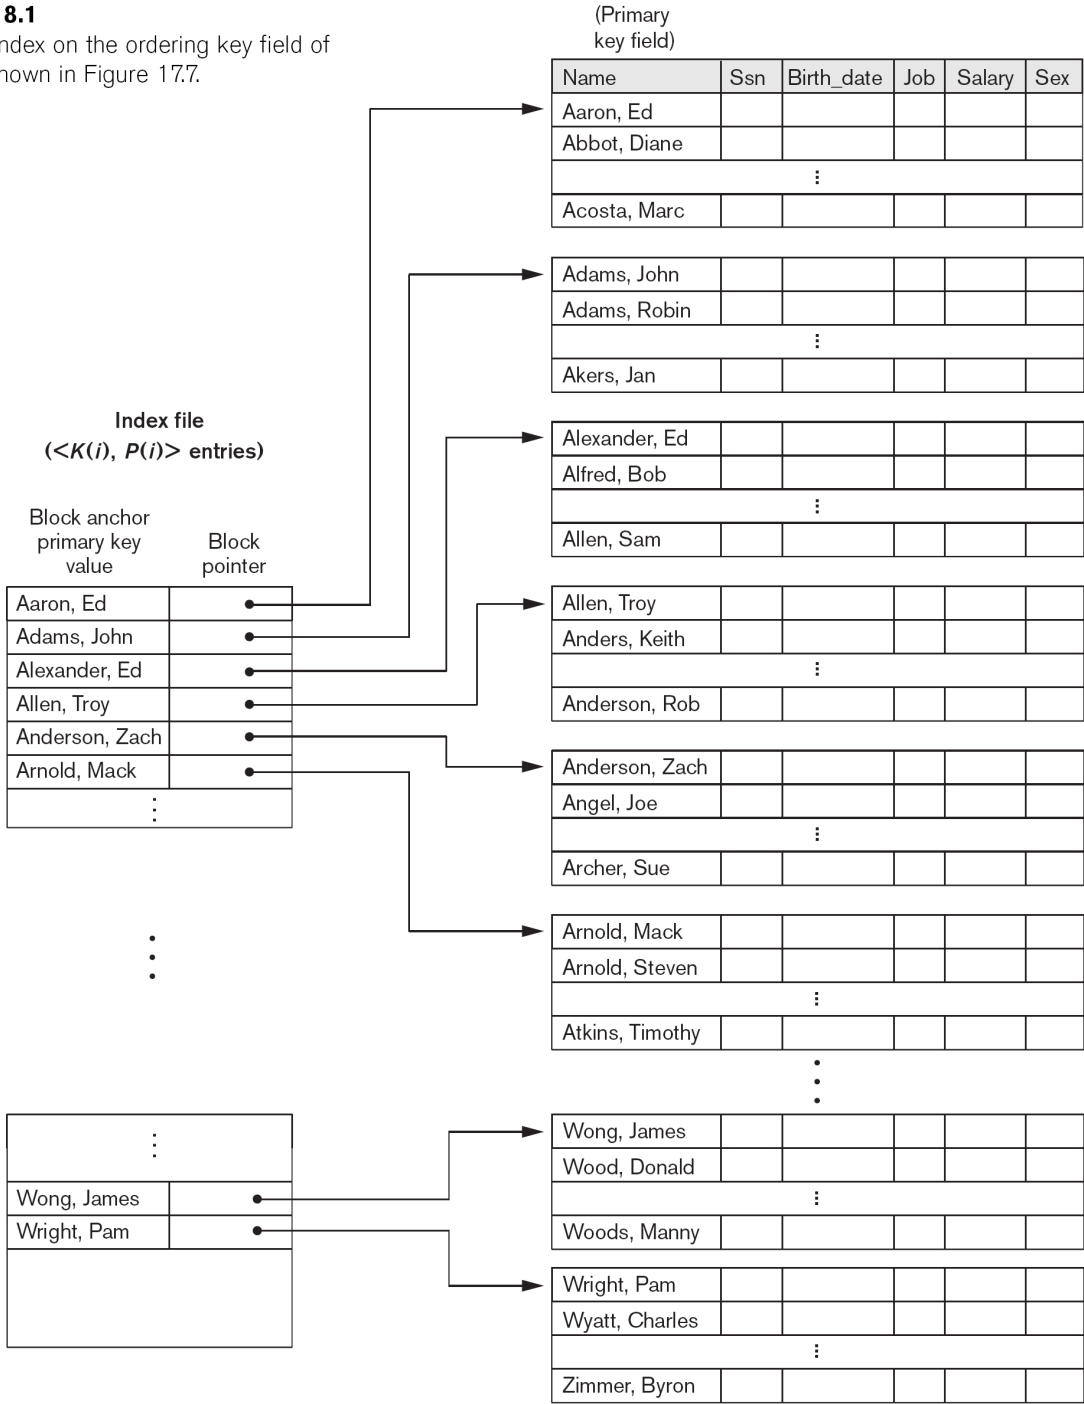 8.1
ndex on the ordering key field of
nown in Figure 17.7.
(Primary
key field)
Name Ssn Birth_date Job Salary Sex
Aaron, Ed
Abbot, Diane
Acosta, Marc
Adams, John
Adams, Robin
Akers, Jan
Alexander, Ed
Alfred, Bob
Allen, Sam
Allen, Troy
Anders, Keith
Anderson, Rob
Anderson, Zach
Angel, Joe
Archer, Sue
Arnold, Mack
Arnold, Steven
Atkins, Timothy
Wong, James
Wood, Donald
Woods, Manny
Wright, Pam
Wyatt, Charles
Zimmer, Byron
Index file
(<K(i), P(i)> entries)
Block anchor
primary key
value
Block
pointer
Aaron, Ed
Adams, John
Alexander, Ed
Allen, Troy
Anderson, Zach
Arnold, Mack
Wong, James
Wright, Pam